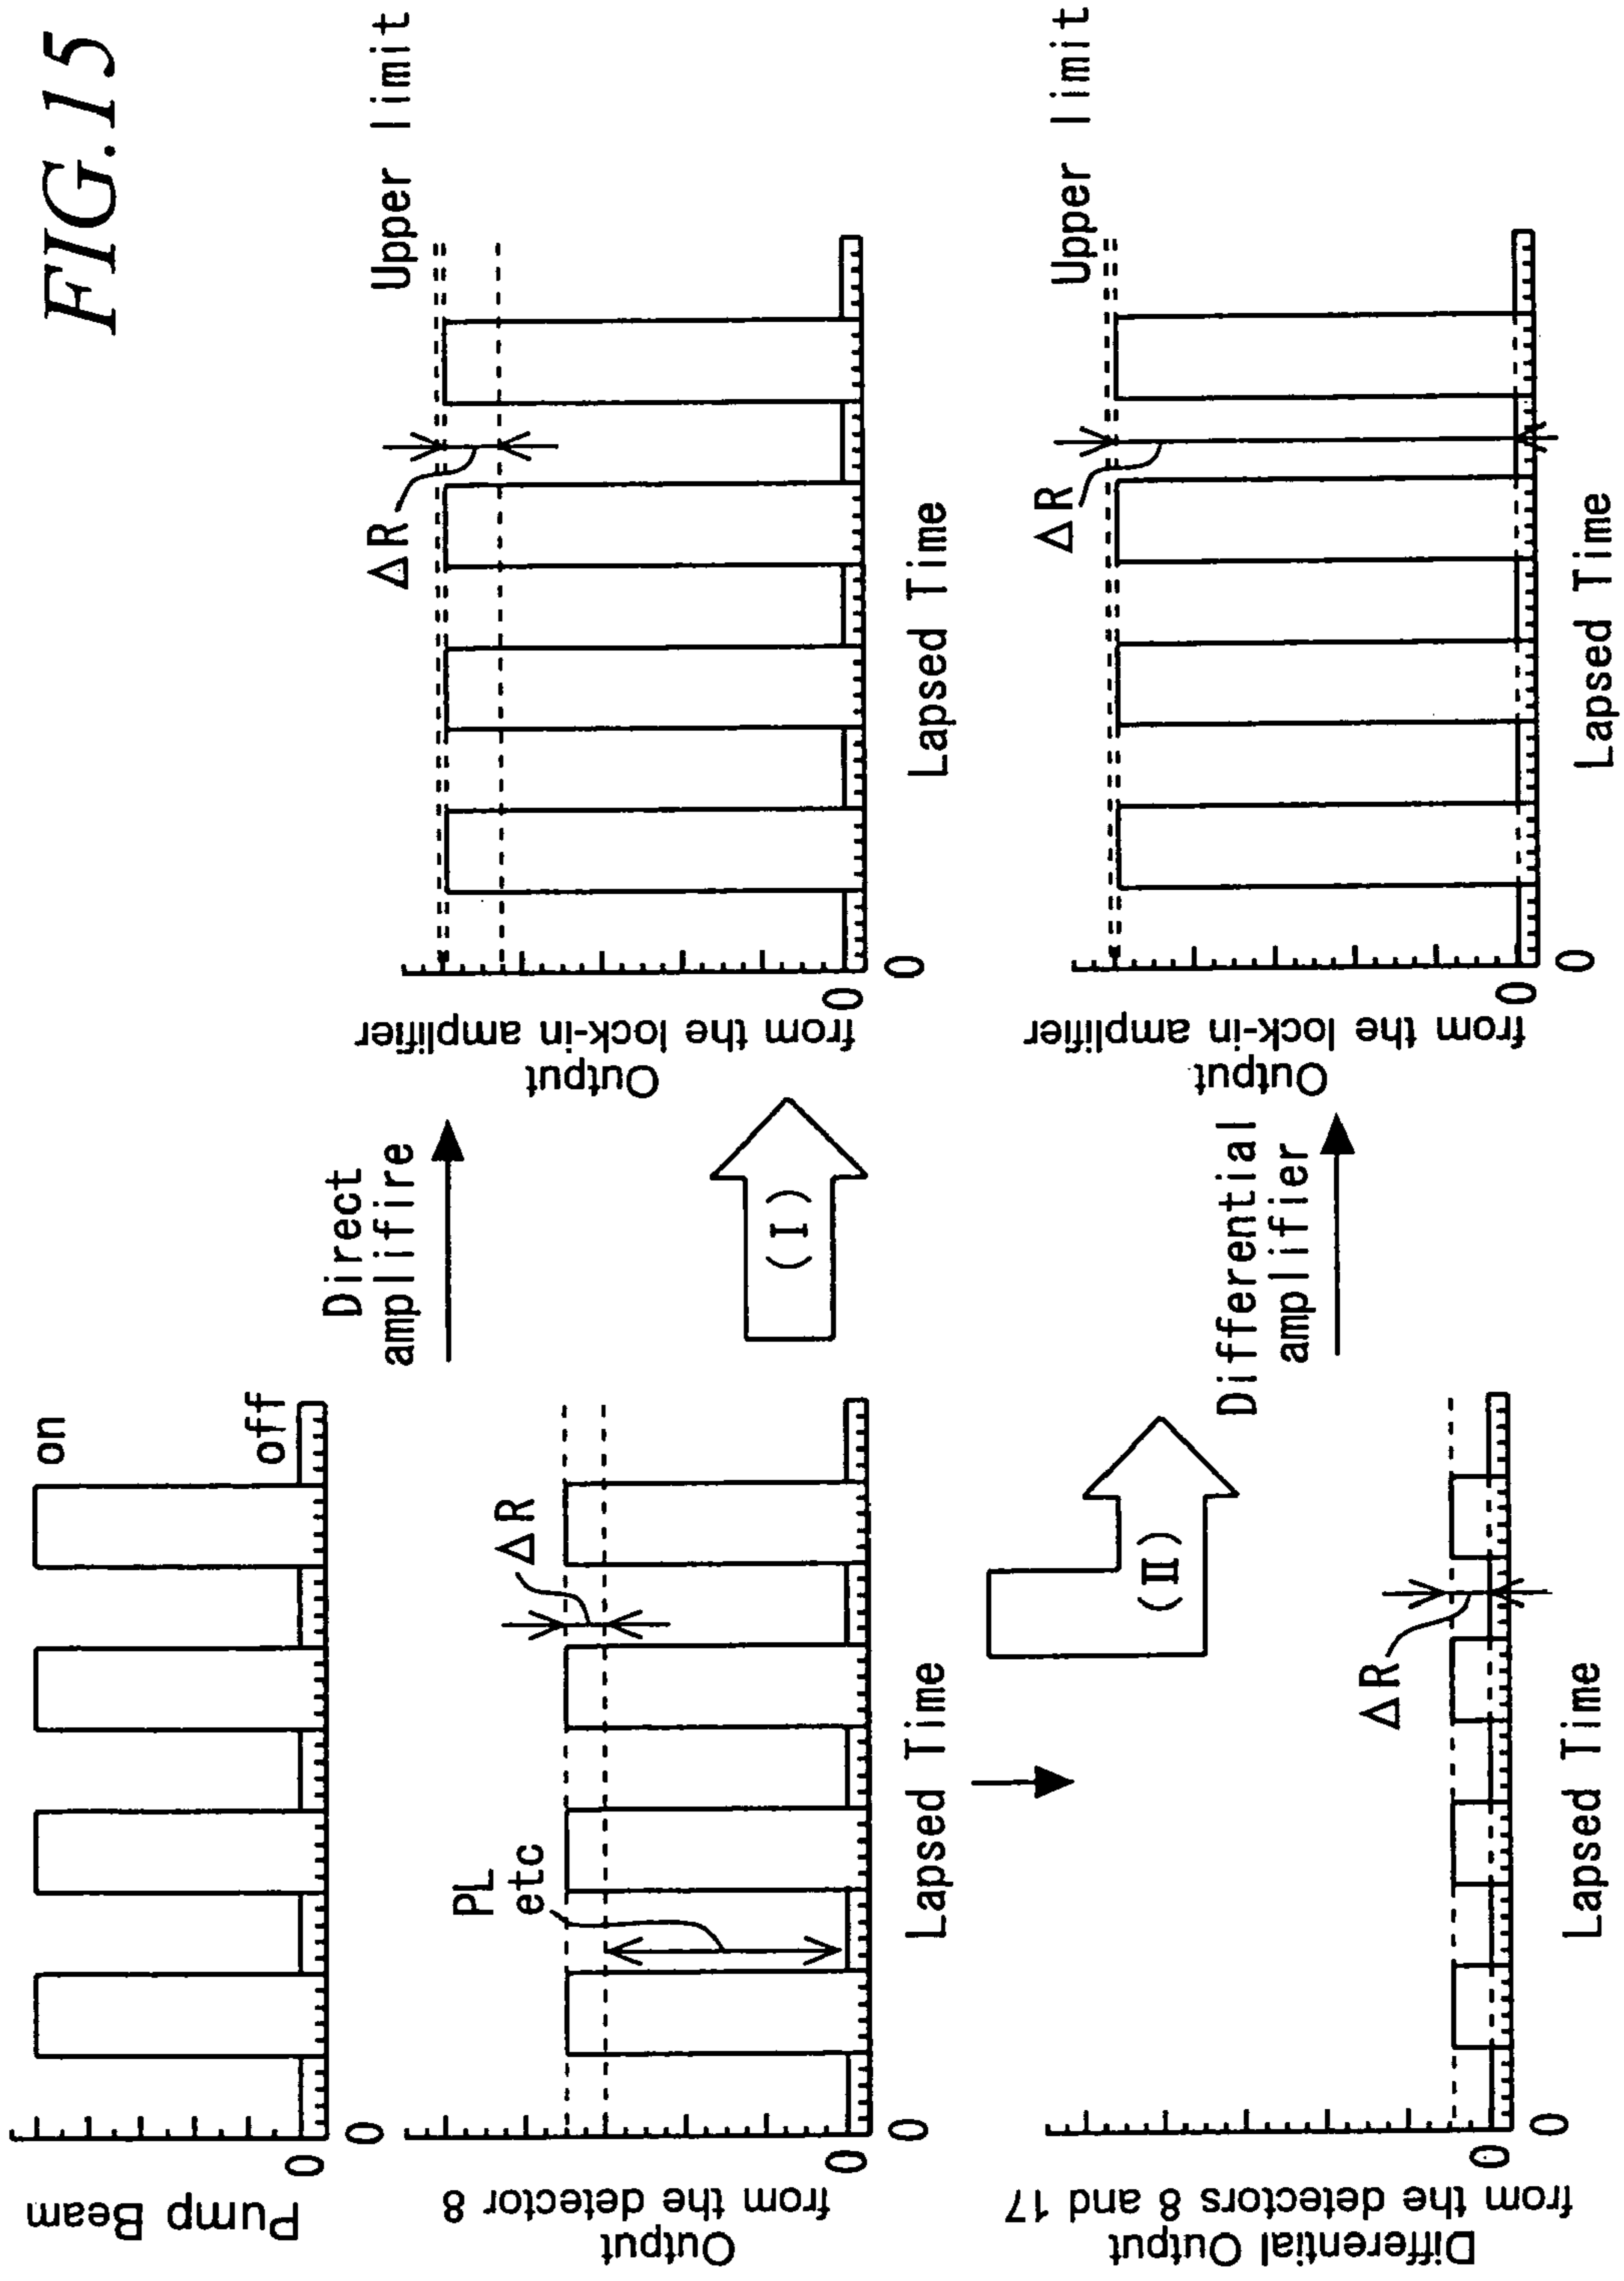 FIG.15
Pump Beam
on
off
0
0
Direct
amplifire
Output
from the detector 8
PL
etc
ΔR
0
0
Lapsed Time
(I)
Output
from the lock-in amplifier
ΔR
Upper limit
0
0
Lapsed Time
(II)
Differential Output
from the detectors 8 and 17
ΔR
0
0
Lapsed Time
Differential
amplifier
Output
from the lock-in amplifier
ΔR
Upper limit
0
0
Lapsed Time